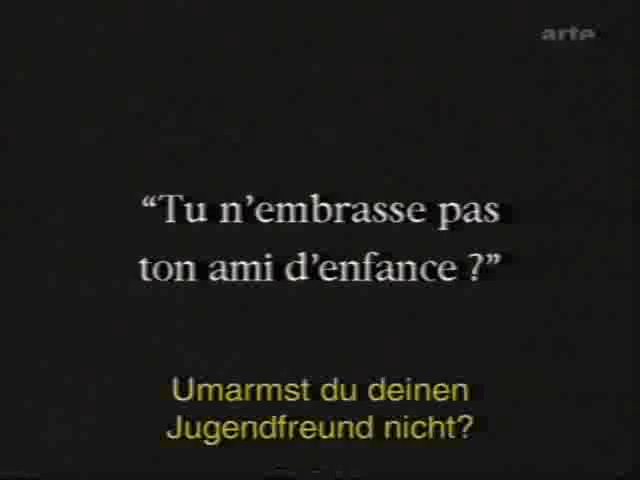 arte
“Tu n’embrasse pas
ton ami d’enfance ?”
Umarmst du deinen
Jugendfreund nicht?